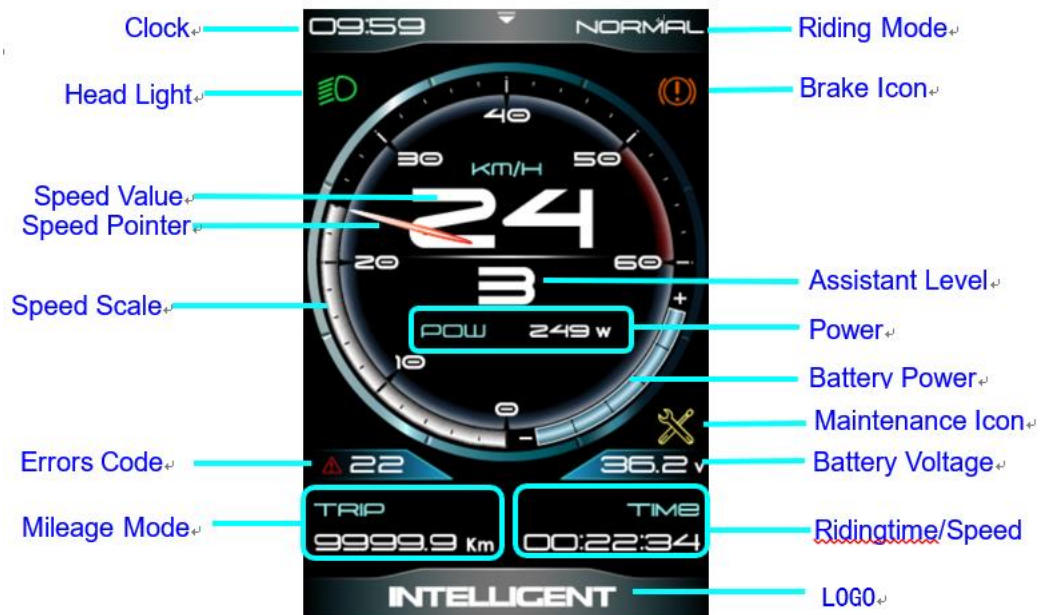 Clock
09:59
NORMAL
Riding Mode
Head Light
Brake Icon
40
30
50
KM/H
Speed Value
24
Speed Pointer
20
60
3
Assistant Level
+
Speed Scale
POW 249 W
Power
10
Battery Power
0
-
Maintenance Icon
Errors Code
22
36.2 V
Battery Voltage
TRIP
TIME
Mileage Mode
9999.9 Km
00:22:34
Ridingtime/Speed
INTELLIGENT
LOGO